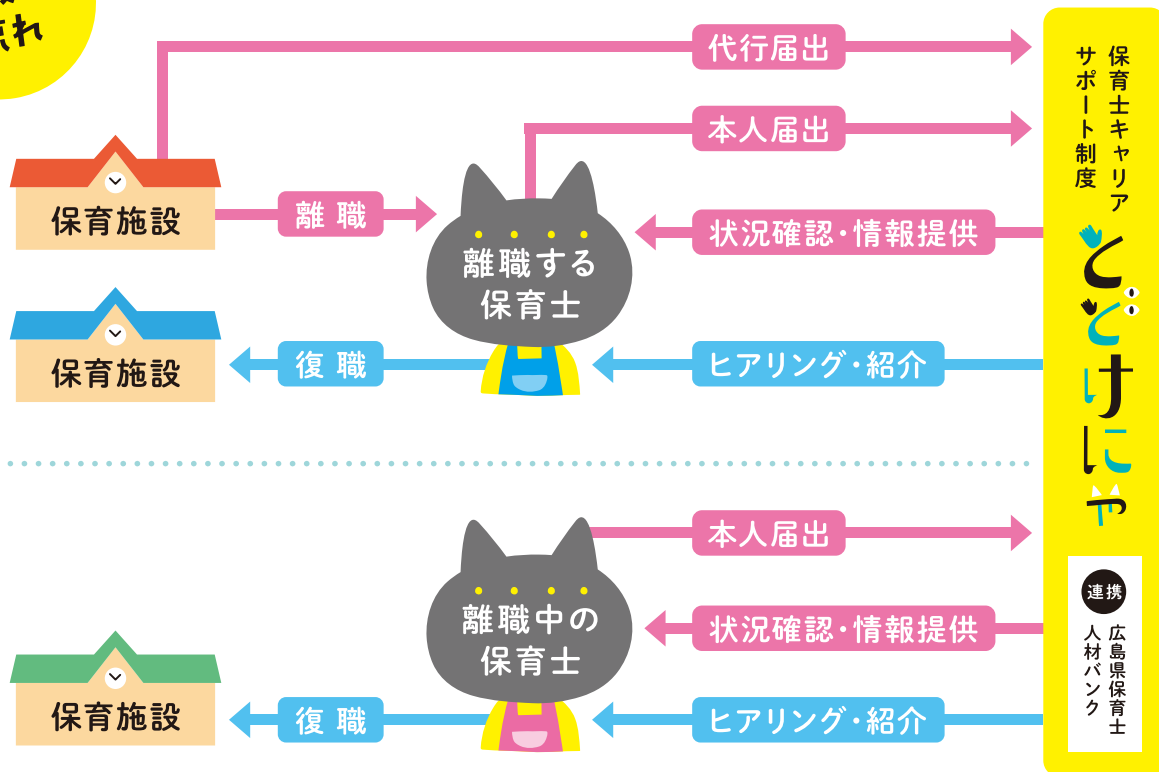 代行届出
本人届出
保育施設
離職
離職する
保育士
状況確認・情報提供
保育施設
復職
ヒアリング・紹介
本人届出
離職中の
保育士
状況確認・情報提供
保育施設
復職
ヒアリング・紹介
保育士キャリア
サポート制度
とどけにゃ
連携
広島県保育士
人材バンク